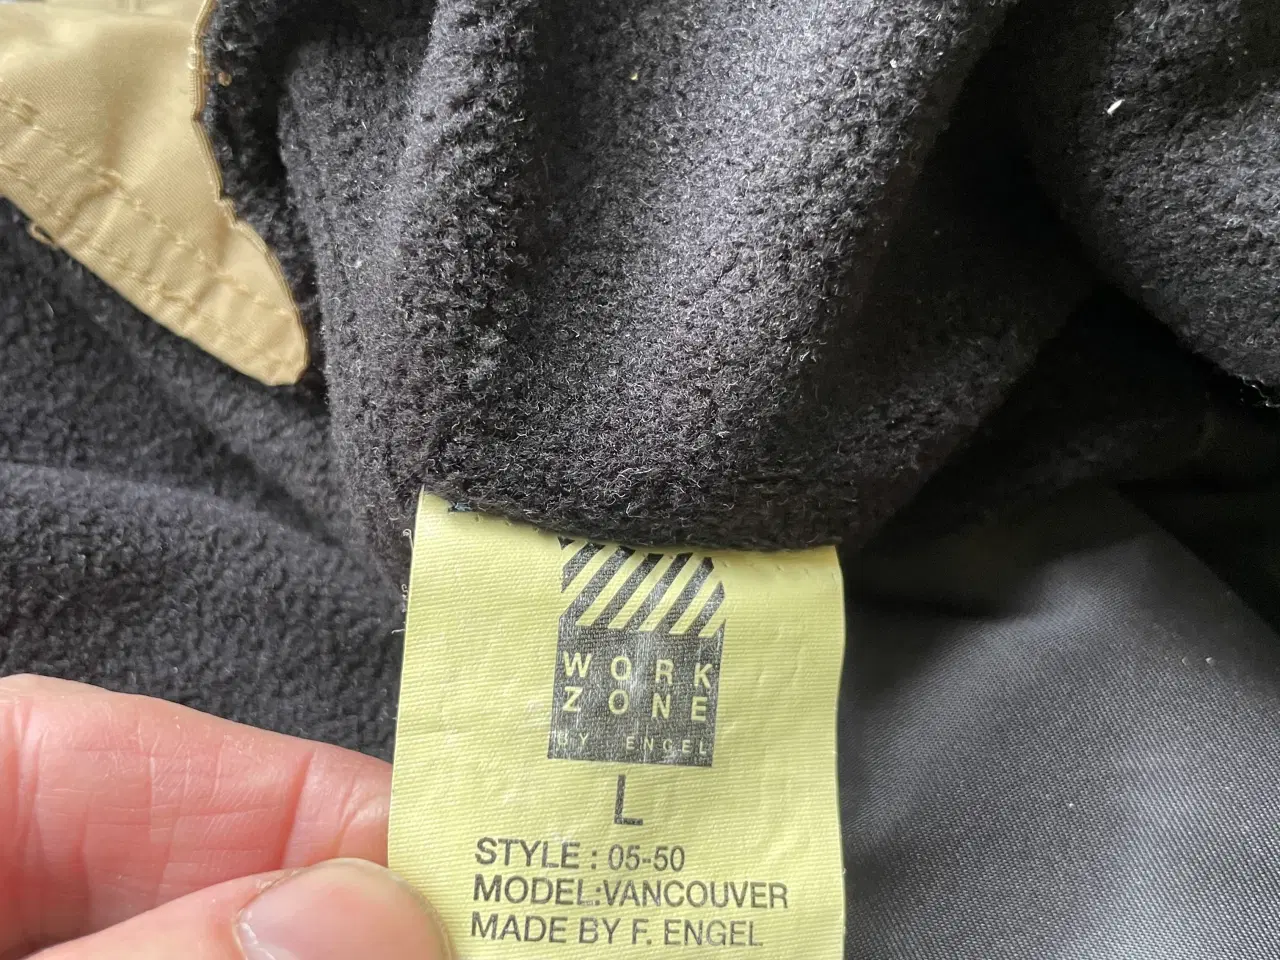 WORK
ZONE
BY ENGEL
L
STYLE : 05-50
MODEL:VANCOUVER
MADE BY F. ENGEL